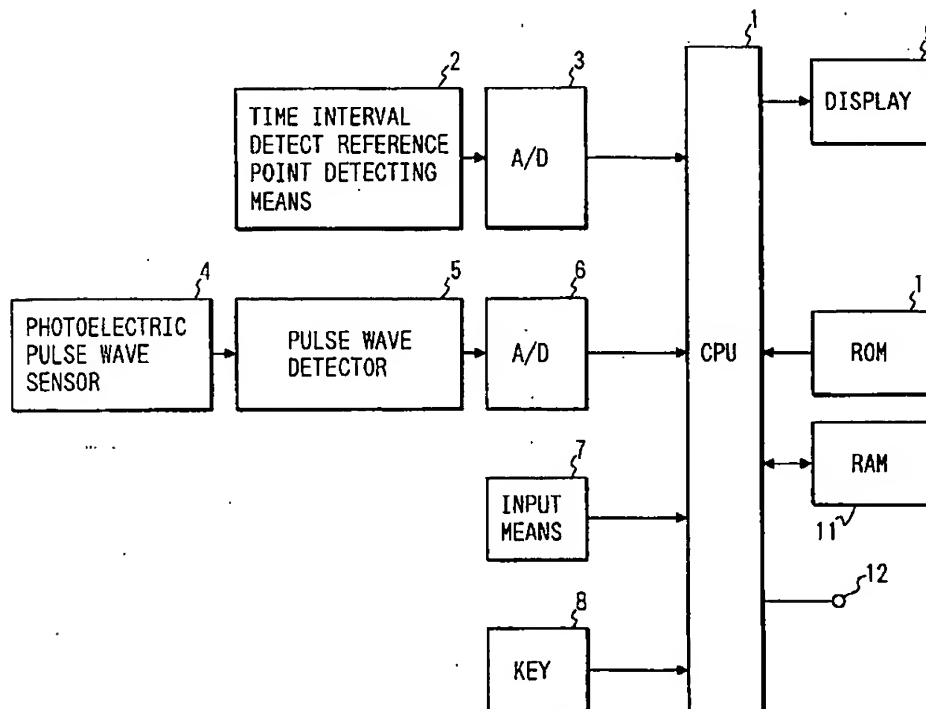 1
2
3
TIME INTERVAL
DETECT REFERENCE
POINT DETECTING
MEANS
A/D
DISPLAY
4
5
6
PHOTOELECTRIC
PULSE WAVE
SENSOR
PULSE WAVE
DETECTOR
A/D
CPU
1
ROM
7
INPUT
MEANS
RAM
11
12
8
KEY